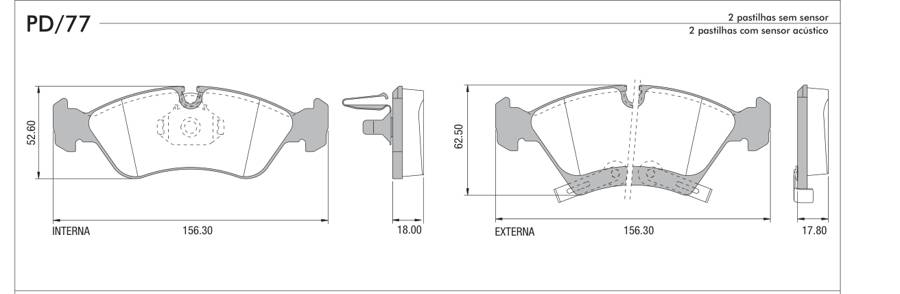 PD/77
2 pastilhas sem sensor
2 pastilhas com sensor acústico
52.60
62.50
INTERNA
156.30
18.00
EXTERNA
156.30
17.80